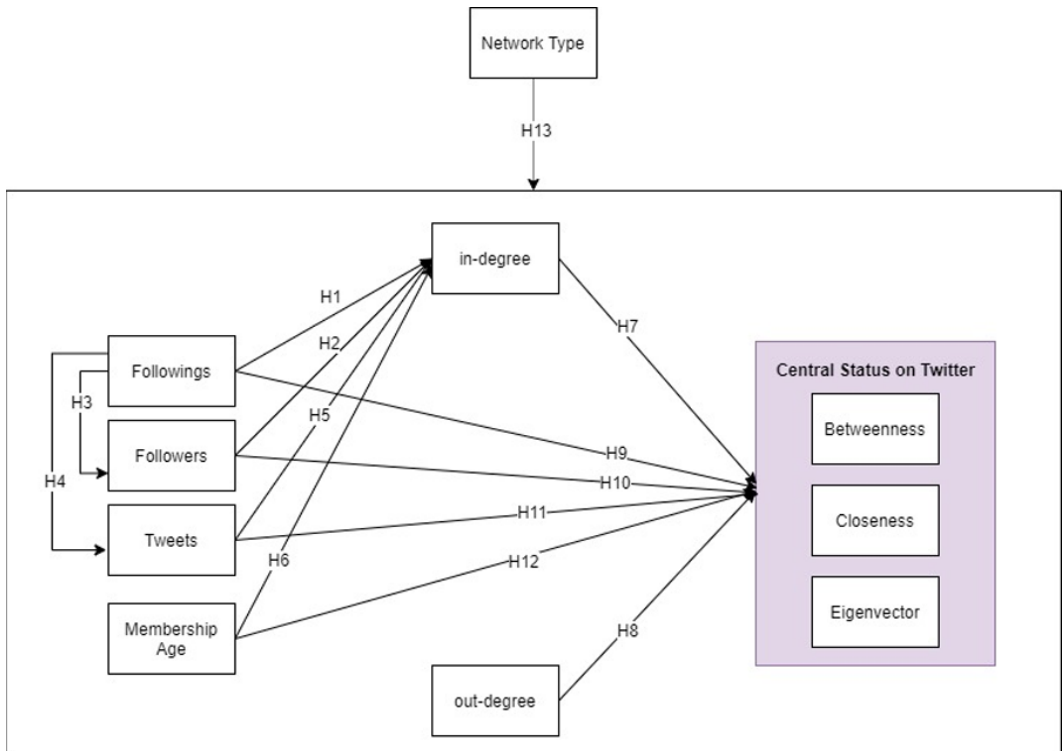 Network Type
H13
in-degree
H1
H7
H2
Followings
Central Status on Twitter
H3
H5
Betweenness
Followers
H9
H4
H10
Tweets
H11
Closeness
H6
H12
Membership
Age
Eigenvector
H8
out-degree